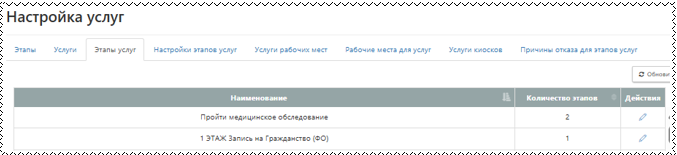 Настройка услуг
Этапы Услуги Этапы услуг Настройки этапов услуг Услуги рабочих мест Рабочие места для услуг Услуги киосков Причины отказа для этапов услуг
Обнови
Наименование Количество этапов Действия
Пройти медицинское обследование 2
1 ЭТАЖ Запись на Гражданство (ФО) 1